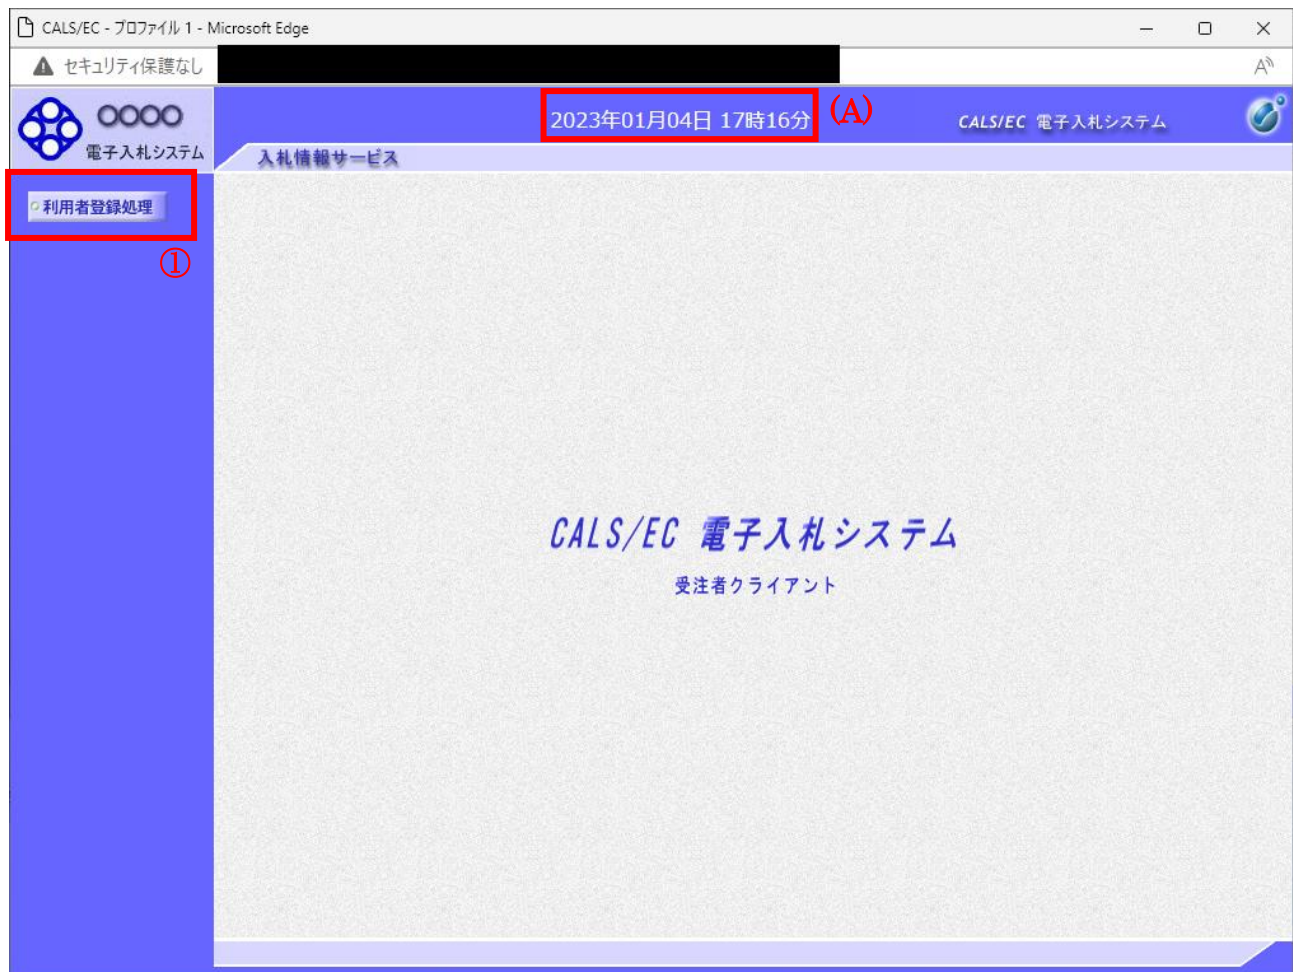 CALS/EC - プロファイル 1 - Microsoft Edge
セキュリティ保護なし
〇〇〇〇
電子入札システム
2023年01月04日 17時16分
(A)
CALS/EC 電子入札システム
入札情報サービス
利用者登録処理
①
CALS/EC 電子入札システム
受注者クライアント